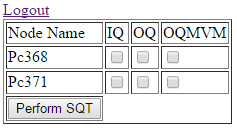 Logout
Node Name IQ OQ OQMVM
Pc368
Pc371
Perform SQT